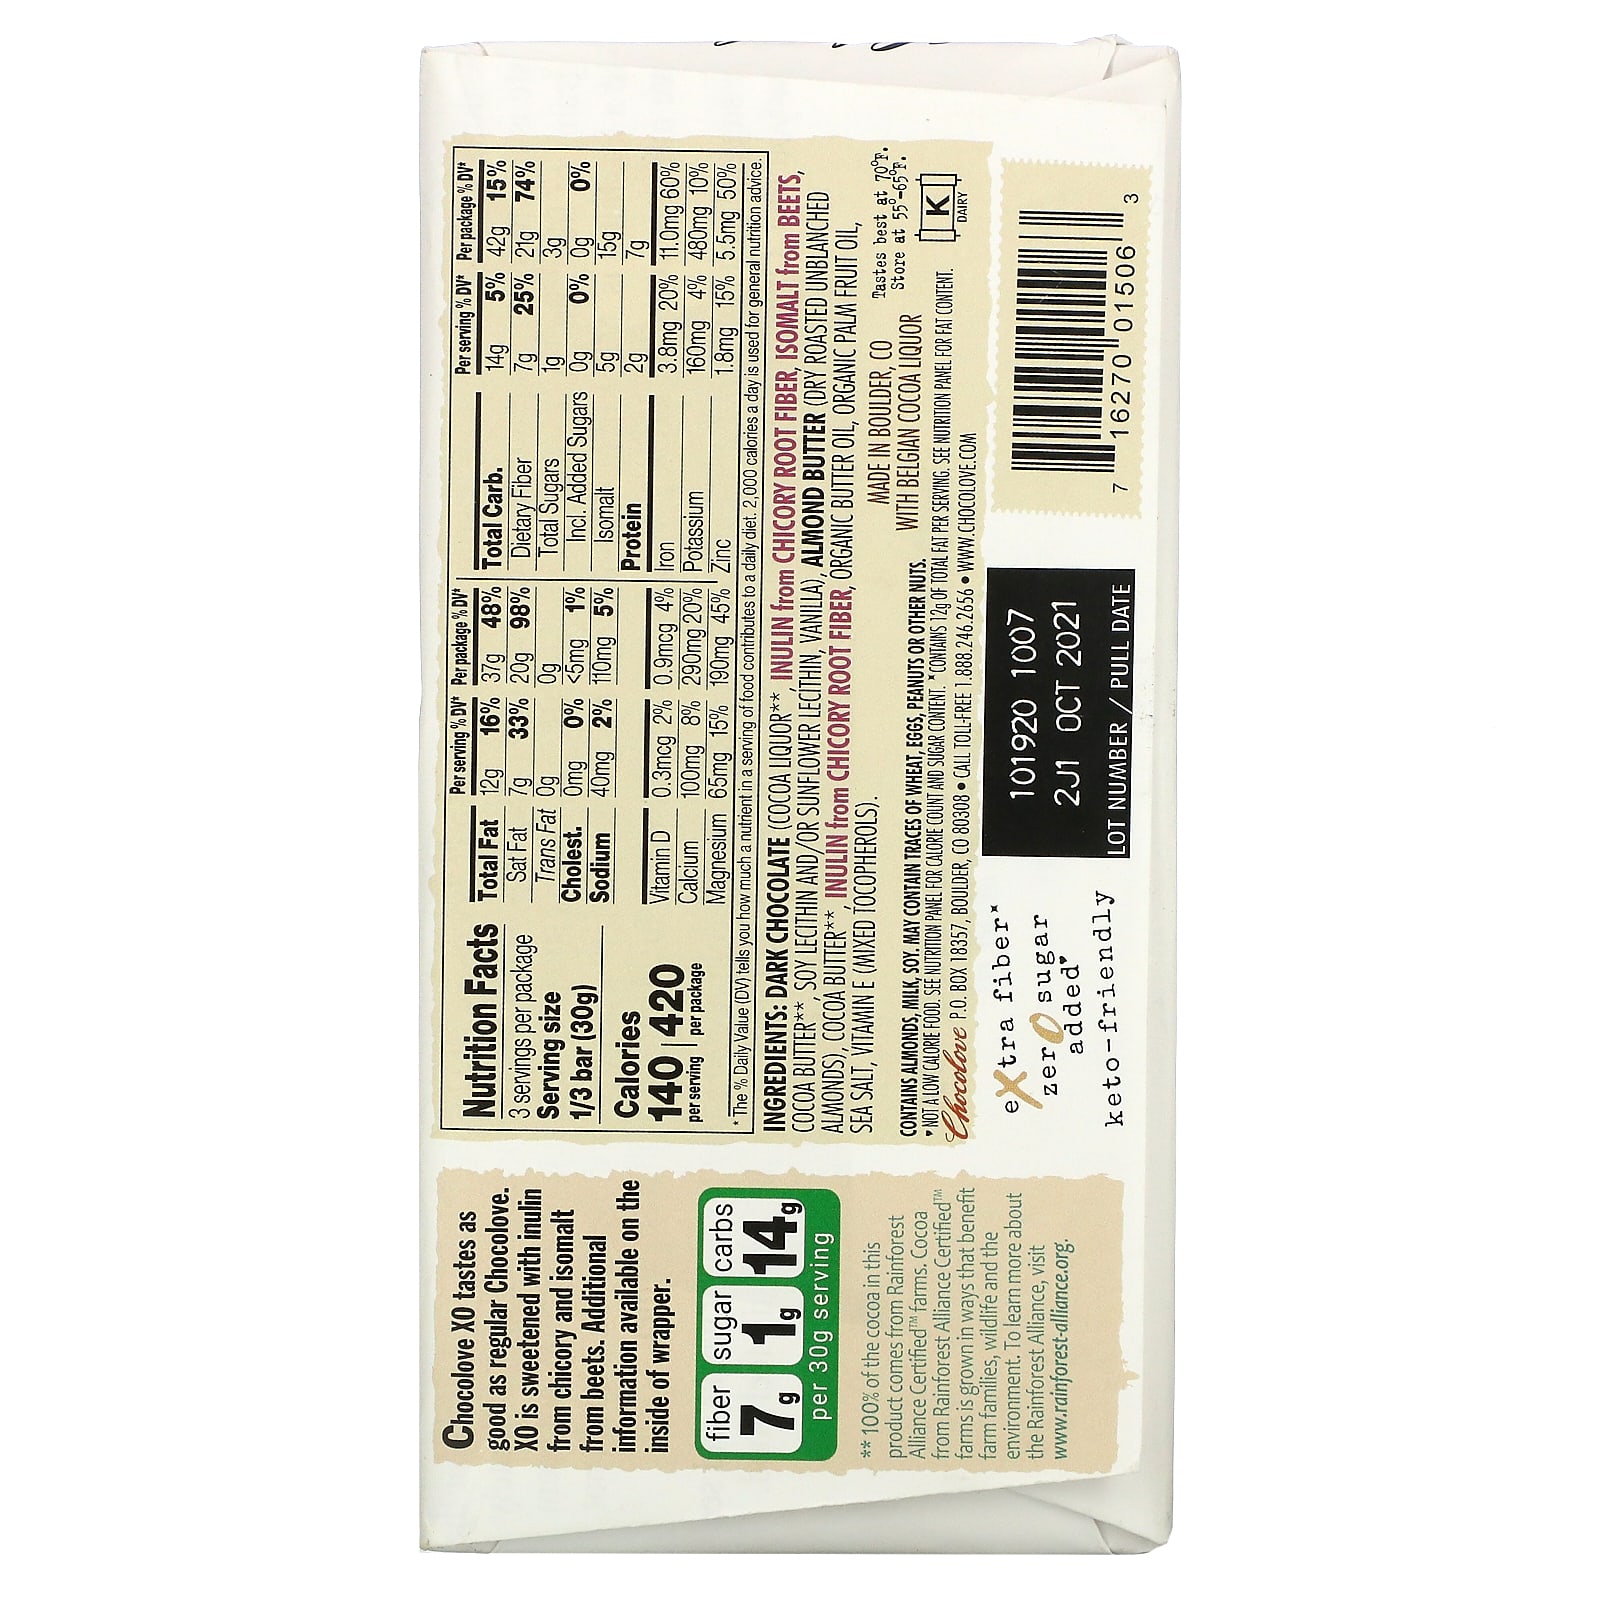 Chocolove XO tastes as
good as regular Chocolove.
XO is sweetened with inulin
from chicory and isomalt
from beets. Additional
information available on the
inside of wrapper.
fiber sugar carbs
7g 1g 14g
per 30g serving
** 100% of the cocoa in this
product comes from Rainforest
Alliance Certified™ farms. Cocoa
from Rainforest Alliance Certified™
farms is grown in ways that benefit
farm families, wildlife and the
environment. To learn more about
the Rainforest Alliance, visit
www.rainforest-alliance.org.
Nutrition Facts
3 servings per package
Serving size
1/3 bar (30g)
Calories
140 420
per serving per package
Per serving % DV* Per package % DV*
Total Fat 12g 16% 37g 48%
Sat Fat 7g 33% 20g 98%
Trans Fat 0g 0g
Cholest. 0mg 0% <5mg 1%
Sodium 40mg 2% 110mg 5%
Vitamin D 0.3mcg 2% 0.9mcg 4%
Calcium 100mg 8% 290mg 20%
Magnesium 65mg 15% 190mg 45%
Per serving % DV* Per package % DV*
Total Carb. 14g 5% 42g 15%
Dietary Fiber 7g 25% 21g 74%
Total Sugars 1g 3g
Incl. Added Sugars 0g 0% 0g 0%
Isomalt 5g 15g
Protein 2g 7g
Iron 3.8mg 20% 11.0mg 60%
Potassium 160mg 4% 480mg 10%
Zinc 1.8mg 15% 5.5mg 50%
* The % Daily Value (DV) tells you how much a nutrient in a serving of food contributes to a daily diet. 2,000 calories a day is used for general nutrition advice.
INGREDIENTS: DARK CHOCOLATE (COCOA LIQUOR**, INULIN from CHICORY ROOT FIBER, ISOMALT from BEETS,
COCOA BUTTER**, SOY LECITHIN AND/OR SUNFLOWER LECITHIN, VANILLA), ALMOND BUTTER (DRY ROASTED UNBLANCHED
ALMONDS), COCOA BUTTER**, INULIN from CHICORY ROOT FIBER, ORGANIC BUTTER OIL, ORGANIC PALM FRUIT OIL,
SEA SALT, VITAMIN E (MIXED TOCOPHEROLS).
MADE IN BOULDER, CO
WITH BELGIAN COCOA LIQUOR
Tastes best at 70°F.
Store at 55°-65°F.
K
DAIRY
CONTAINS ALMONDS, MILK, SOY. MAY CONTAIN TRACES OF WHEAT, EGGS, PEANUTS OR OTHER NUTS.
♥NOT A LOW CALORIE FOOD. SEE NUTRITION PANEL FOR CALORIE COUNT AND SUGAR CONTENT. *CONTAINS 12g OF TOTAL FAT PER SERVING. SEE NUTRITION PANEL FOR FAT CONTENT.
Chocolove P.O. BOX 18357, BOULDER, CO 80308 • CALL TOLL-FREE 1.888.246.2656 • WWW.CHOCOLOVE.COM
eXtra fiber*
zerO sugar
added♥
keto-friendly
101920 1007
2J1 OCT 2021
LOT NUMBER / PULL DATE
7 16270 01506 3